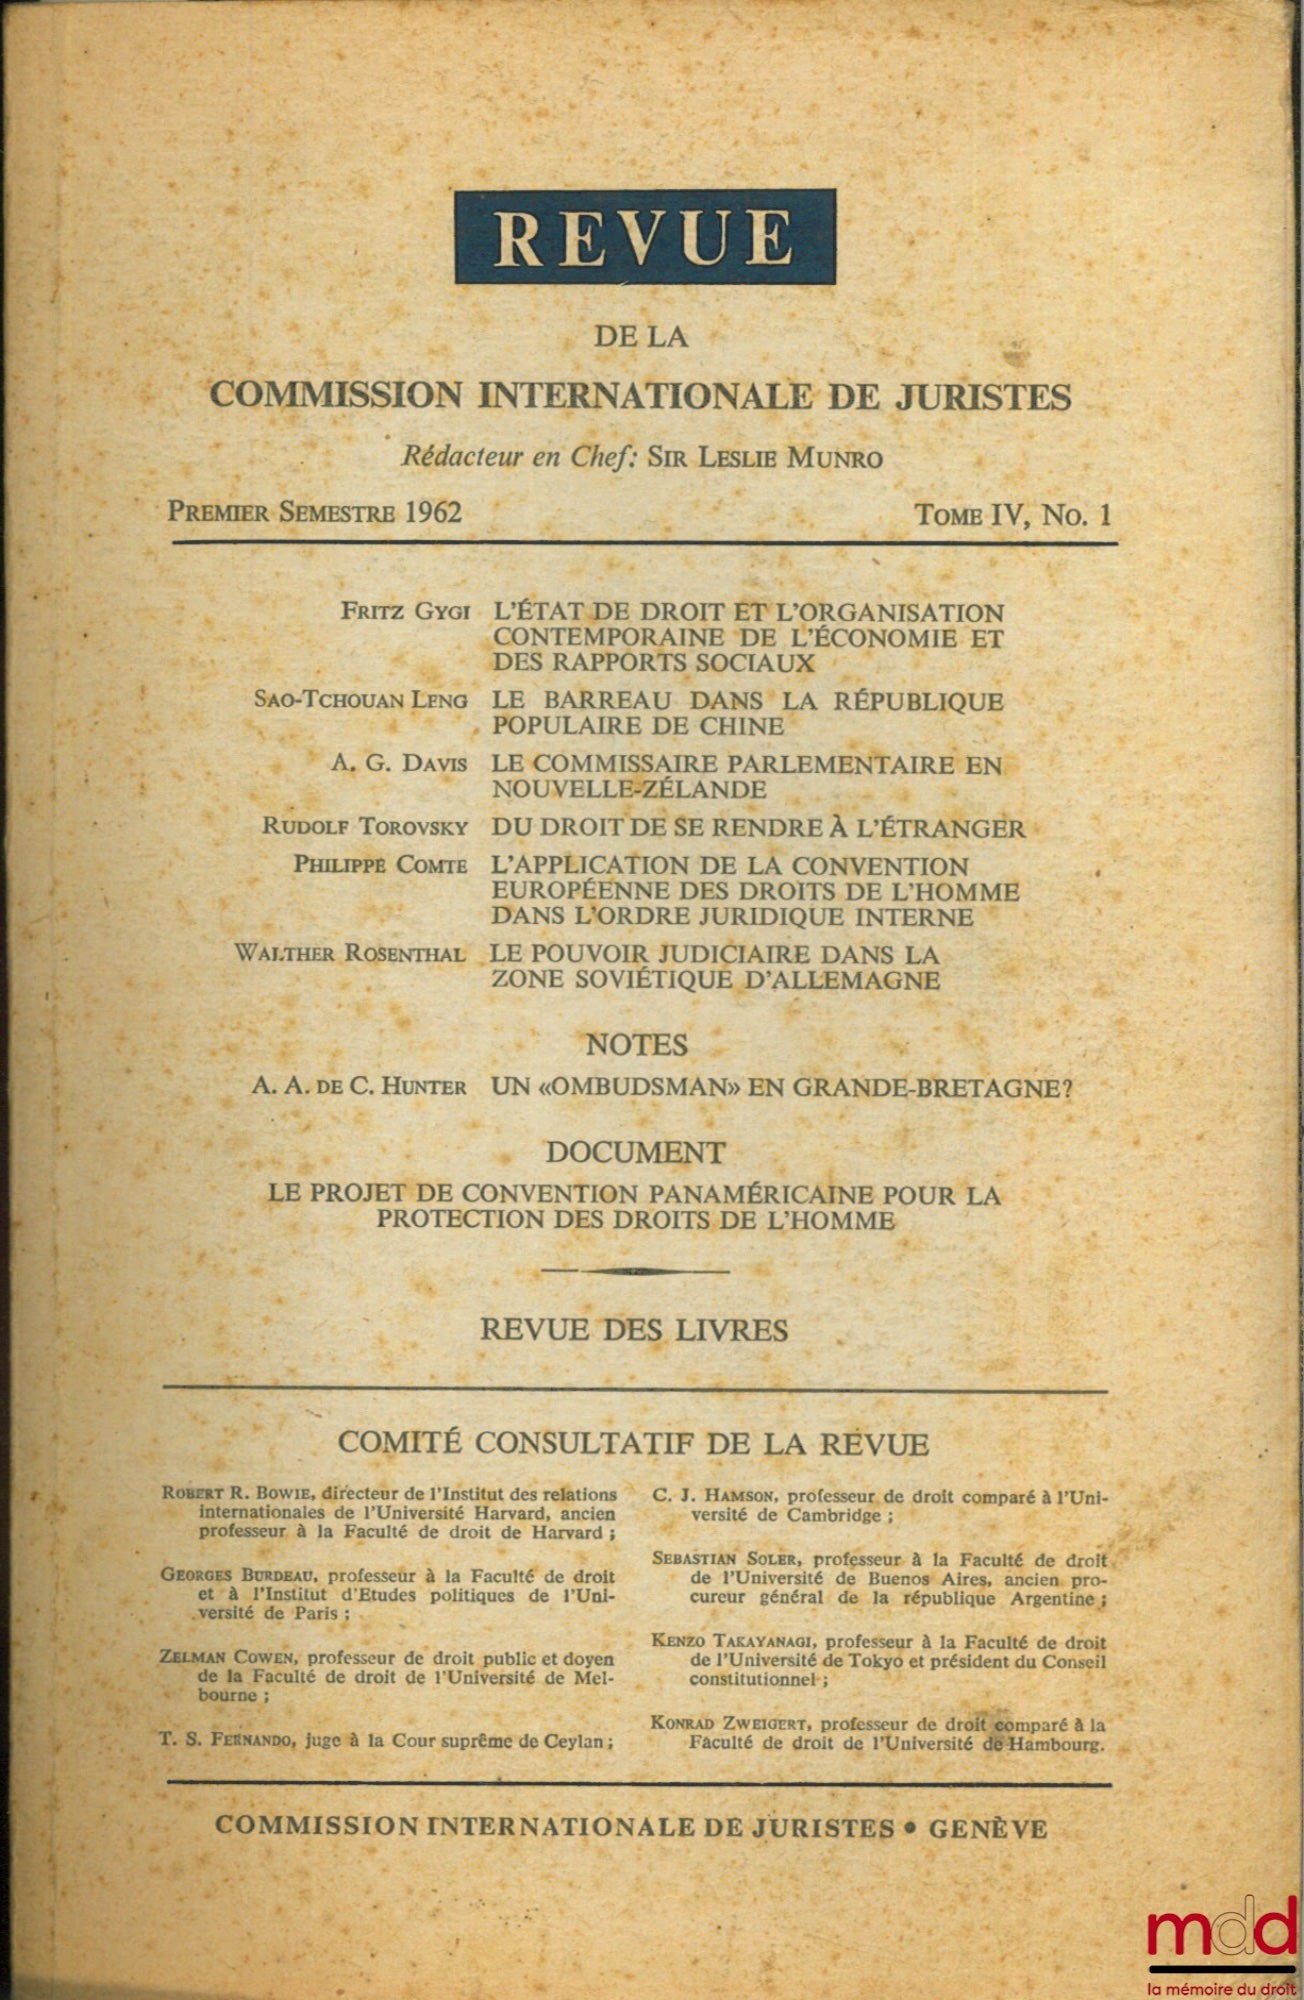 REVUE
DE LA
COMMISSION INTERNATIONALE DE JURISTES
Rédacteur en Chef: SIR LESLIE MUNRO
PREMIER SEMESTRE 1962 TOME IV, No. 1
FRITZ GYGI L'ÉTAT DE DROIT ET L'ORGANISATION
CONTEMPORAINE DE L'ÉCONOMIE ET
DES RAPPORTS SOCIAUX
SAO-TCHOUAN LENG LE BARREAU DANS LA RÉPUBLIQUE
POPULAIRE DE CHINE
A. G. DAVIS LE COMMISSAIRE PARLEMENTAIRE EN
NOUVELLE-ZÉLANDE
RUDOLF TOROVSKY DU DROIT DE SE RENDRE À L'ÉTRANGER
PHILIPPE COMTE L'APPLICATION DE LA CONVENTION
EUROPÉENNE DES DROITS DE L'HOMME
DANS L'ORDRE JURIDIQUE INTERNE
WALTHER ROSENTHAL LE POUVOIR JUDICIAIRE DANS LA
ZONE SOVIÉTIQUE D'ALLEMAGNE
NOTES
A. A. DE C. HUNTER UN «OMBUDSMAN» EN GRANDE-BRETAGNE?
DOCUMENT
LE PROJET DE CONVENTION PANAMÉRICAINE POUR LA
PROTECTION DES DROITS DE L'HOMME
REVUE DES LIVRES
COMITÉ CONSULTATIF DE LA REVUE
ROBERT R. BOWIE, directeur de l'Institut des relations
internationales de l'Université Harvard, ancien
professeur à la Faculté de droit de Harvard ;
GEORGES BURDEAU, professeur à la Faculté de droit
et à l'Institut d'Etudes politiques de l'Uni-
versité de Paris ;
ZELMAN COWEN, professeur de droit public et doyen
de la Faculté de droit de l'Université de Mel-
bourne ;
T. S. FERNANDO, juge à la Cour suprême de Ceylan ;
C. J. HAMSON, professeur de droit comparé à l'Uni-
versité de Cambridge ;
SEBASTIAN SOLER, professeur à la Faculté de droit
de l'Université de Buenos Aires, ancien pro-
cureur général de la république Argentine ;
KENZO TAKAYANAGI, professeur à la Faculté de droit
de l'Université de Tokyo et président du Conseil
constitutionnel ;
KONRAD ZWEIGERT, professeur de droit comparé à la
Faculté de droit de l'Université de Hambourg.
COMMISSION INTERNATIONALE DE JURISTES • GENÈVE
mdd
la mémoire du droit